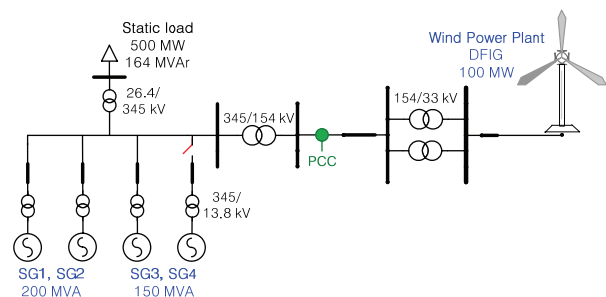 Static load
500 MW
164 MVAr
26.4/
345 kV
345/154 kV
PCC
154/33 kV
Wind Power Plant
DFIG
100 MW
345/
13.8 kV
SG1, SG2
200 MVA
SG3, SG4
150 MVA